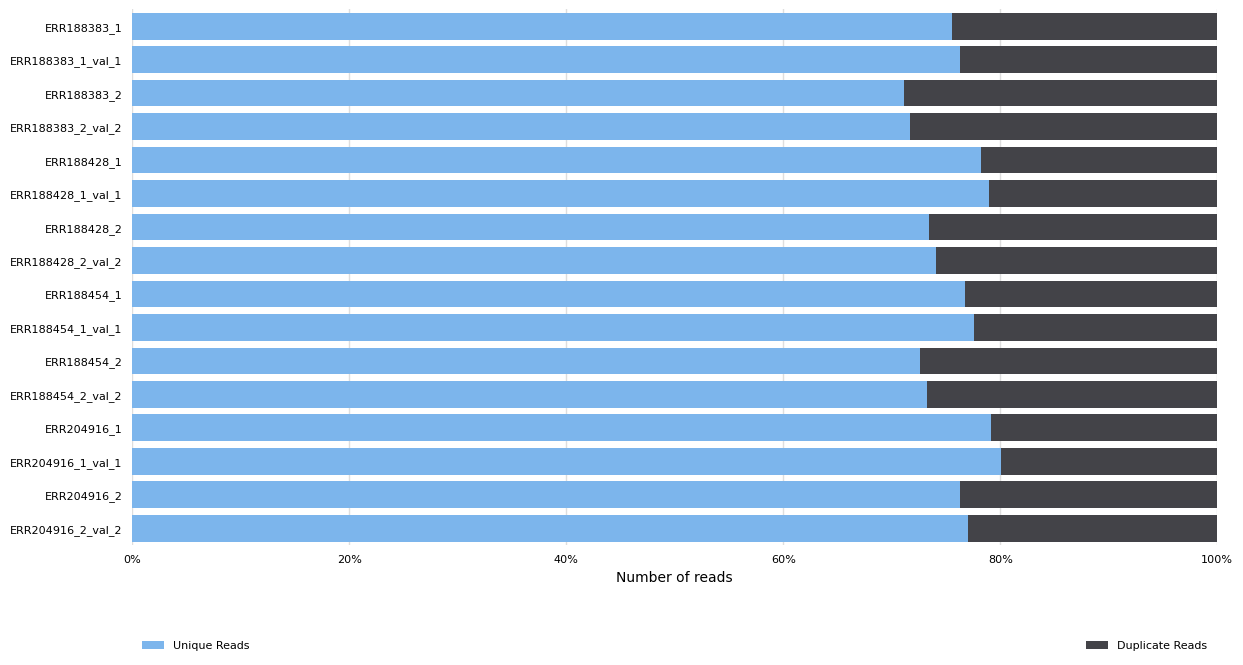 ERR188383_1
ERR188383_1_val_1
ERR188383_2
ERR188383_2_val_2
ERR188428_1
ERR188428_1_val_1
ERR188428_2
ERR188428_2_val_2
ERR188454_1
ERR188454_1_val_1
ERR188454_2
ERR188454_2_val_2
ERR204916_1
ERR204916_1_val_1
ERR204916_2
ERR204916_2_val_2
0% 20% 40% 60% 80% 100%
Number of reads
Unique Reads Duplicate Reads